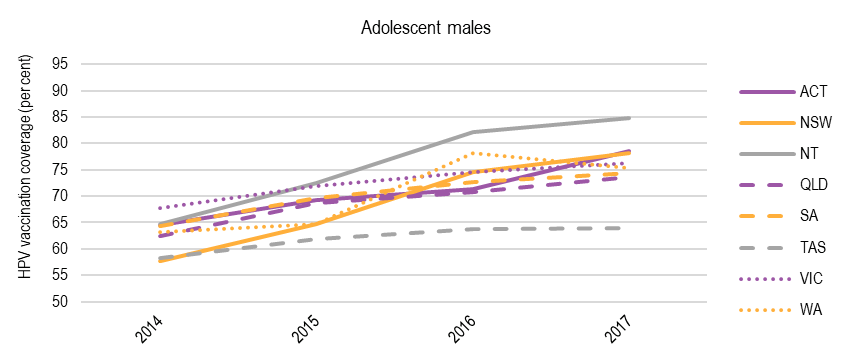 Adolescent males
HPV vaccination coverage (per cent)
95
90
85
80
75
70
65
60
55
50
2014
2015
2016
2017
ACT
NSW
NT
QLD
SA
TAS
VIC
WA